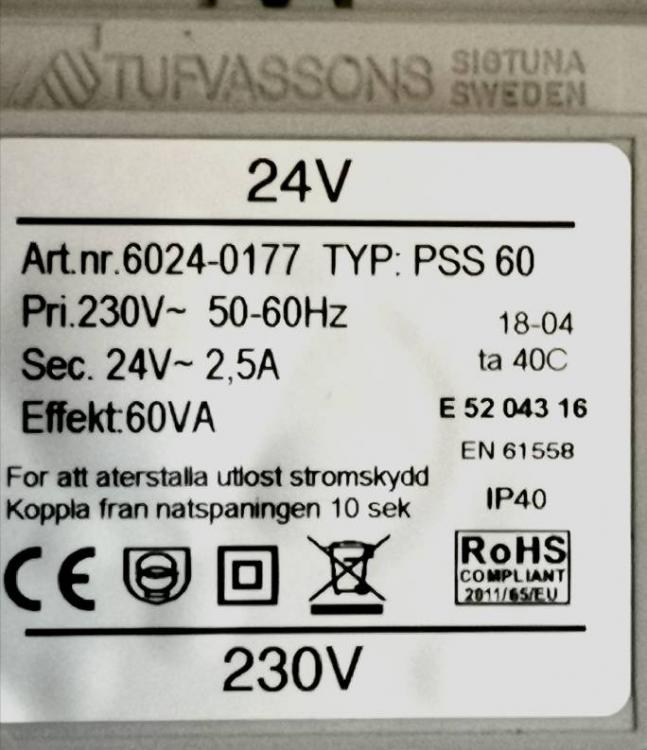 TUFVASSONS SIGTUNA
SWEDEN
24V
Art.nr.6024-0177 TYP: PSS 60
Pri.230V~ 50-60Hz
18-04
Sec. 24V~ 2,5A
ta 40C
Effekt:60VA
E 52 043 16
EN 61558
For att aterstalla utlost stromskydd
Koppla fran natspaningen 10 sek
IP40
CE
RoHS
COMPLIANT
2011/65/EU
230V